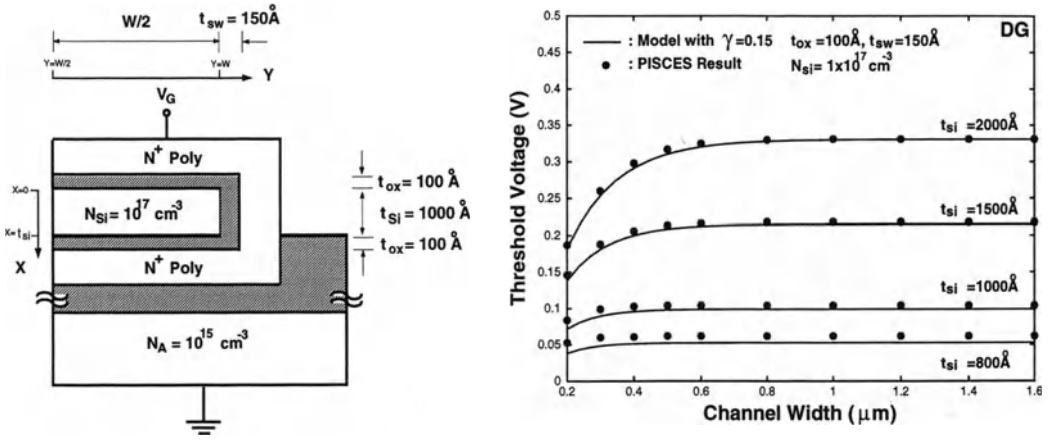 W/2
t_sw = 150Å
Y=W/2
Y=W
Y
V_G
N⁺ Poly
X=0
N_Si = 10¹⁷ cm⁻³
X=t_si
X
N⁺ Poly
t_ox = 100 Å
t_Si = 1000 Å
t_ox = 100 Å
N_A = 10¹⁵ cm⁻³
DG
— : Model with γ=0.15 t_ox =100Å, t_sw=150Å
● : PISCES Result N_Si = 1x10¹⁷ cm⁻³
Threshold Voltage (V)
0.5
0.45
0.4
0.35
0.3
0.25
0.2
0.15
0.1
0.05
0
t_si =2000Å
t_si =1500Å
t_si =1000Å
t_si =800Å
0.2 0.4 0.6 0.8 1 1.2 1.4 1.6
Channel Width (μm)